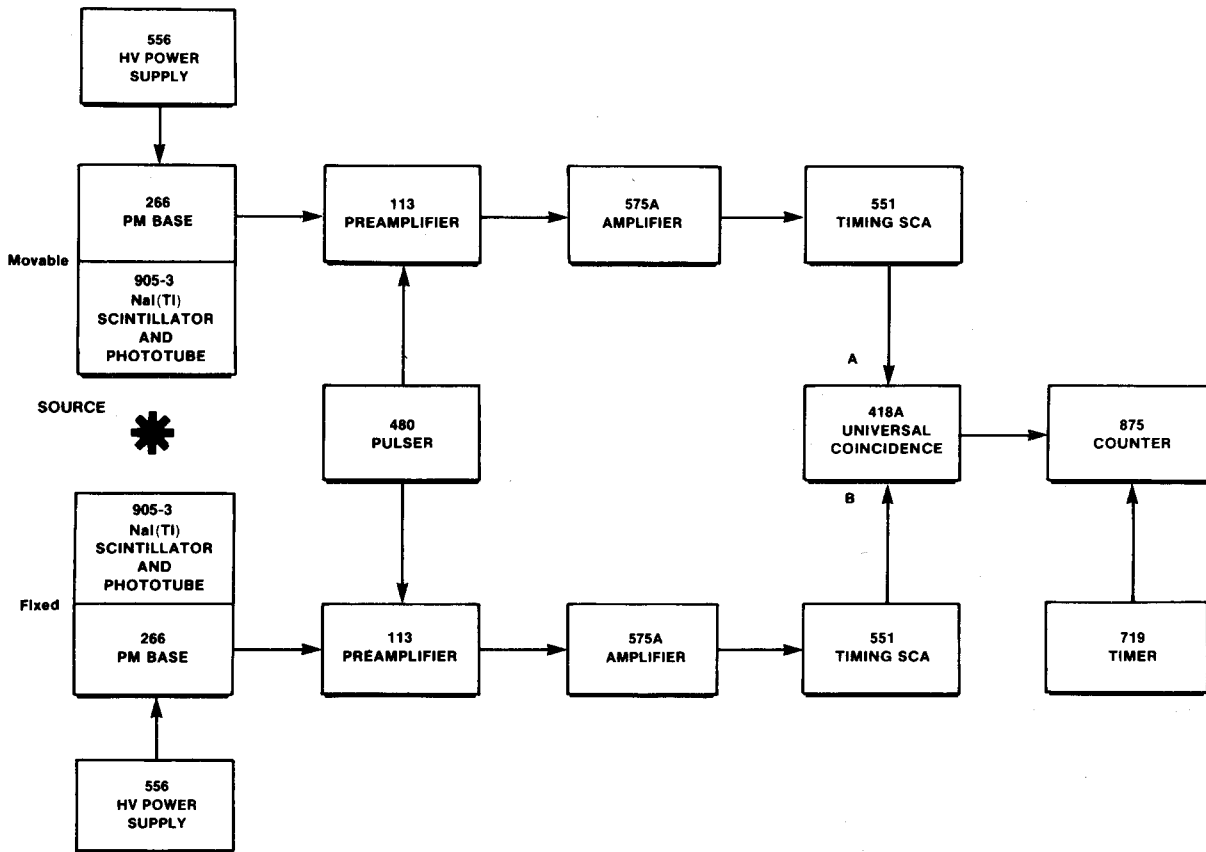 556
HV POWER
SUPPLY
266
PM BASE
113
PREAMPLIFIER
575A
AMPLIFIER
551
TIMING SCA
Movable
905-3
NaI(Tl)
SCINTILLATOR
AND
PHOTOTUBE
A
SOURCE
480
PULSER
418A
UNIVERSAL
COINCIDENCE
875
COUNTER
B
905-3
NaI(Tl)
SCINTILLATOR
AND
PHOTOTUBE
Fixed
266
PM BASE
113
PREAMPLIFIER
575A
AMPLIFIER
551
TIMING SCA
719
TIMER
556
HV POWER
SUPPLY